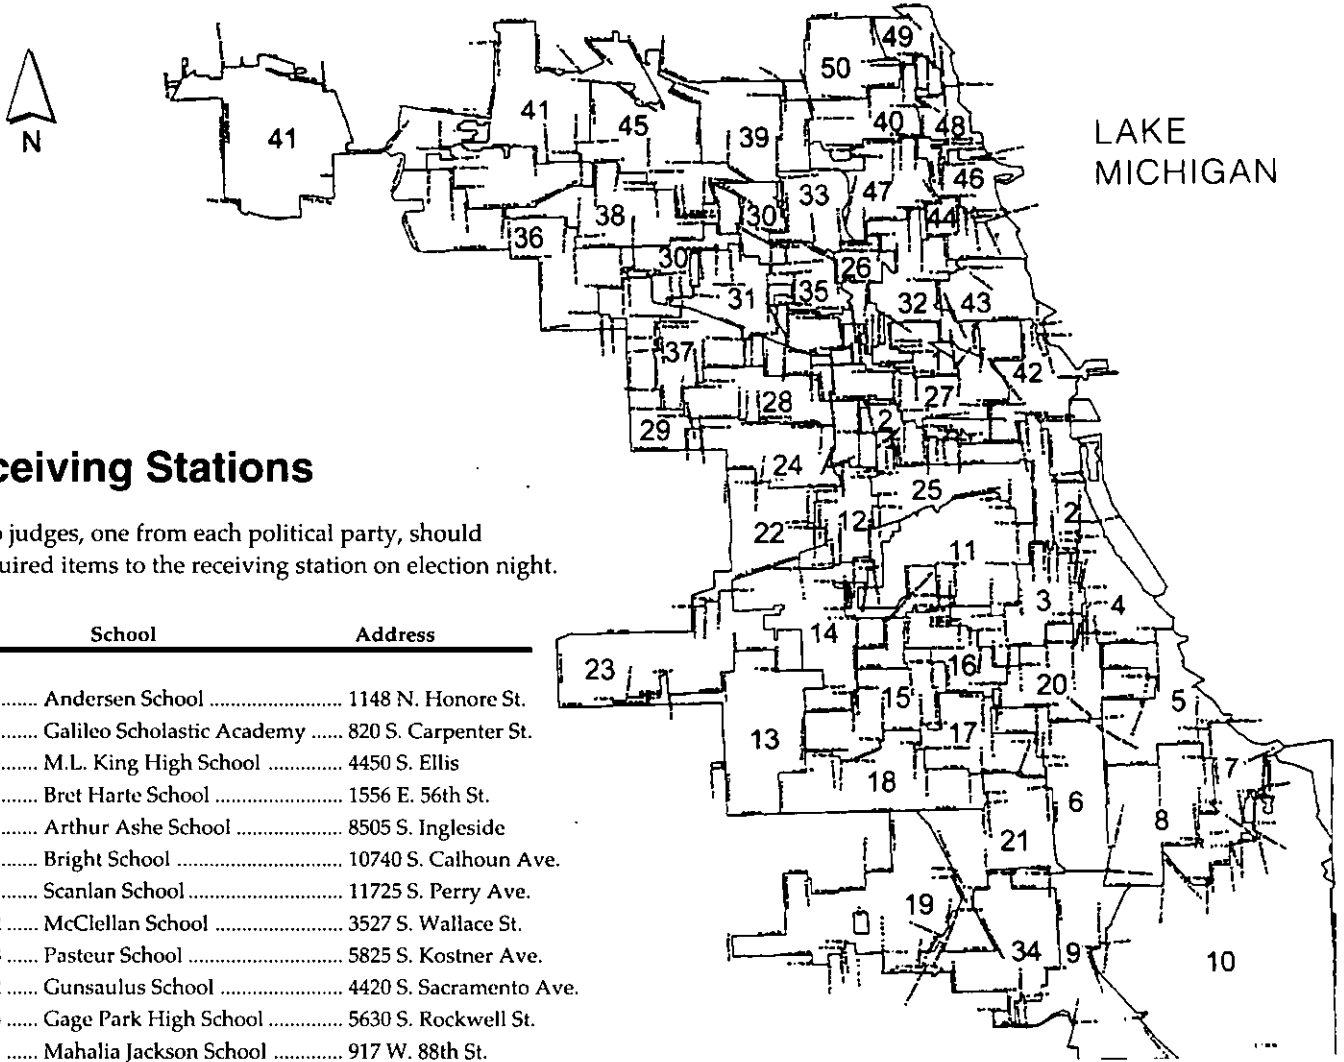 49
50
41
41
45
39
40
48
LAKE
MICHIGAN
N
46
47
33
30
38
44
36
30
26
31
35
32
43
37
42
28
27
29
2
ceiving Stations
24
25
judges, one from each political party, should
22
12
2
uired items to the receiving station on election night.
11
3
4
School Address
14
23
16
15
20
5
...... Andersen School ........................ 1148 N. Honore St.
...... Galileo Scholastic Academy ...... 820 S. Carpenter St.
13
17
...... M.L. King High School .............. 4450 S. Ellis
7
18
...... Bret Harte School ....................... 1556 E. 56th St.
6
8
...... Arthur Ashe School ................... 8505 S. Ingleside
21
...... Bright School .............................. 10740 S. Calhoun Ave.
...... Scanlan School ............................ 11725 S. Perry Ave.
19
...... McClellan School ........................ 3527 S. Wallace St.
34
9
10
...... Pasteur School ............................ 5825 S. Kostner Ave.
...... Gunsaulus School ...................... 4420 S. Sacramento Ave.
...... Gage Park High School .............. 5630 S. Rockwell St.
...... Mahalia Jackson School ............. 917 W. 88th St.